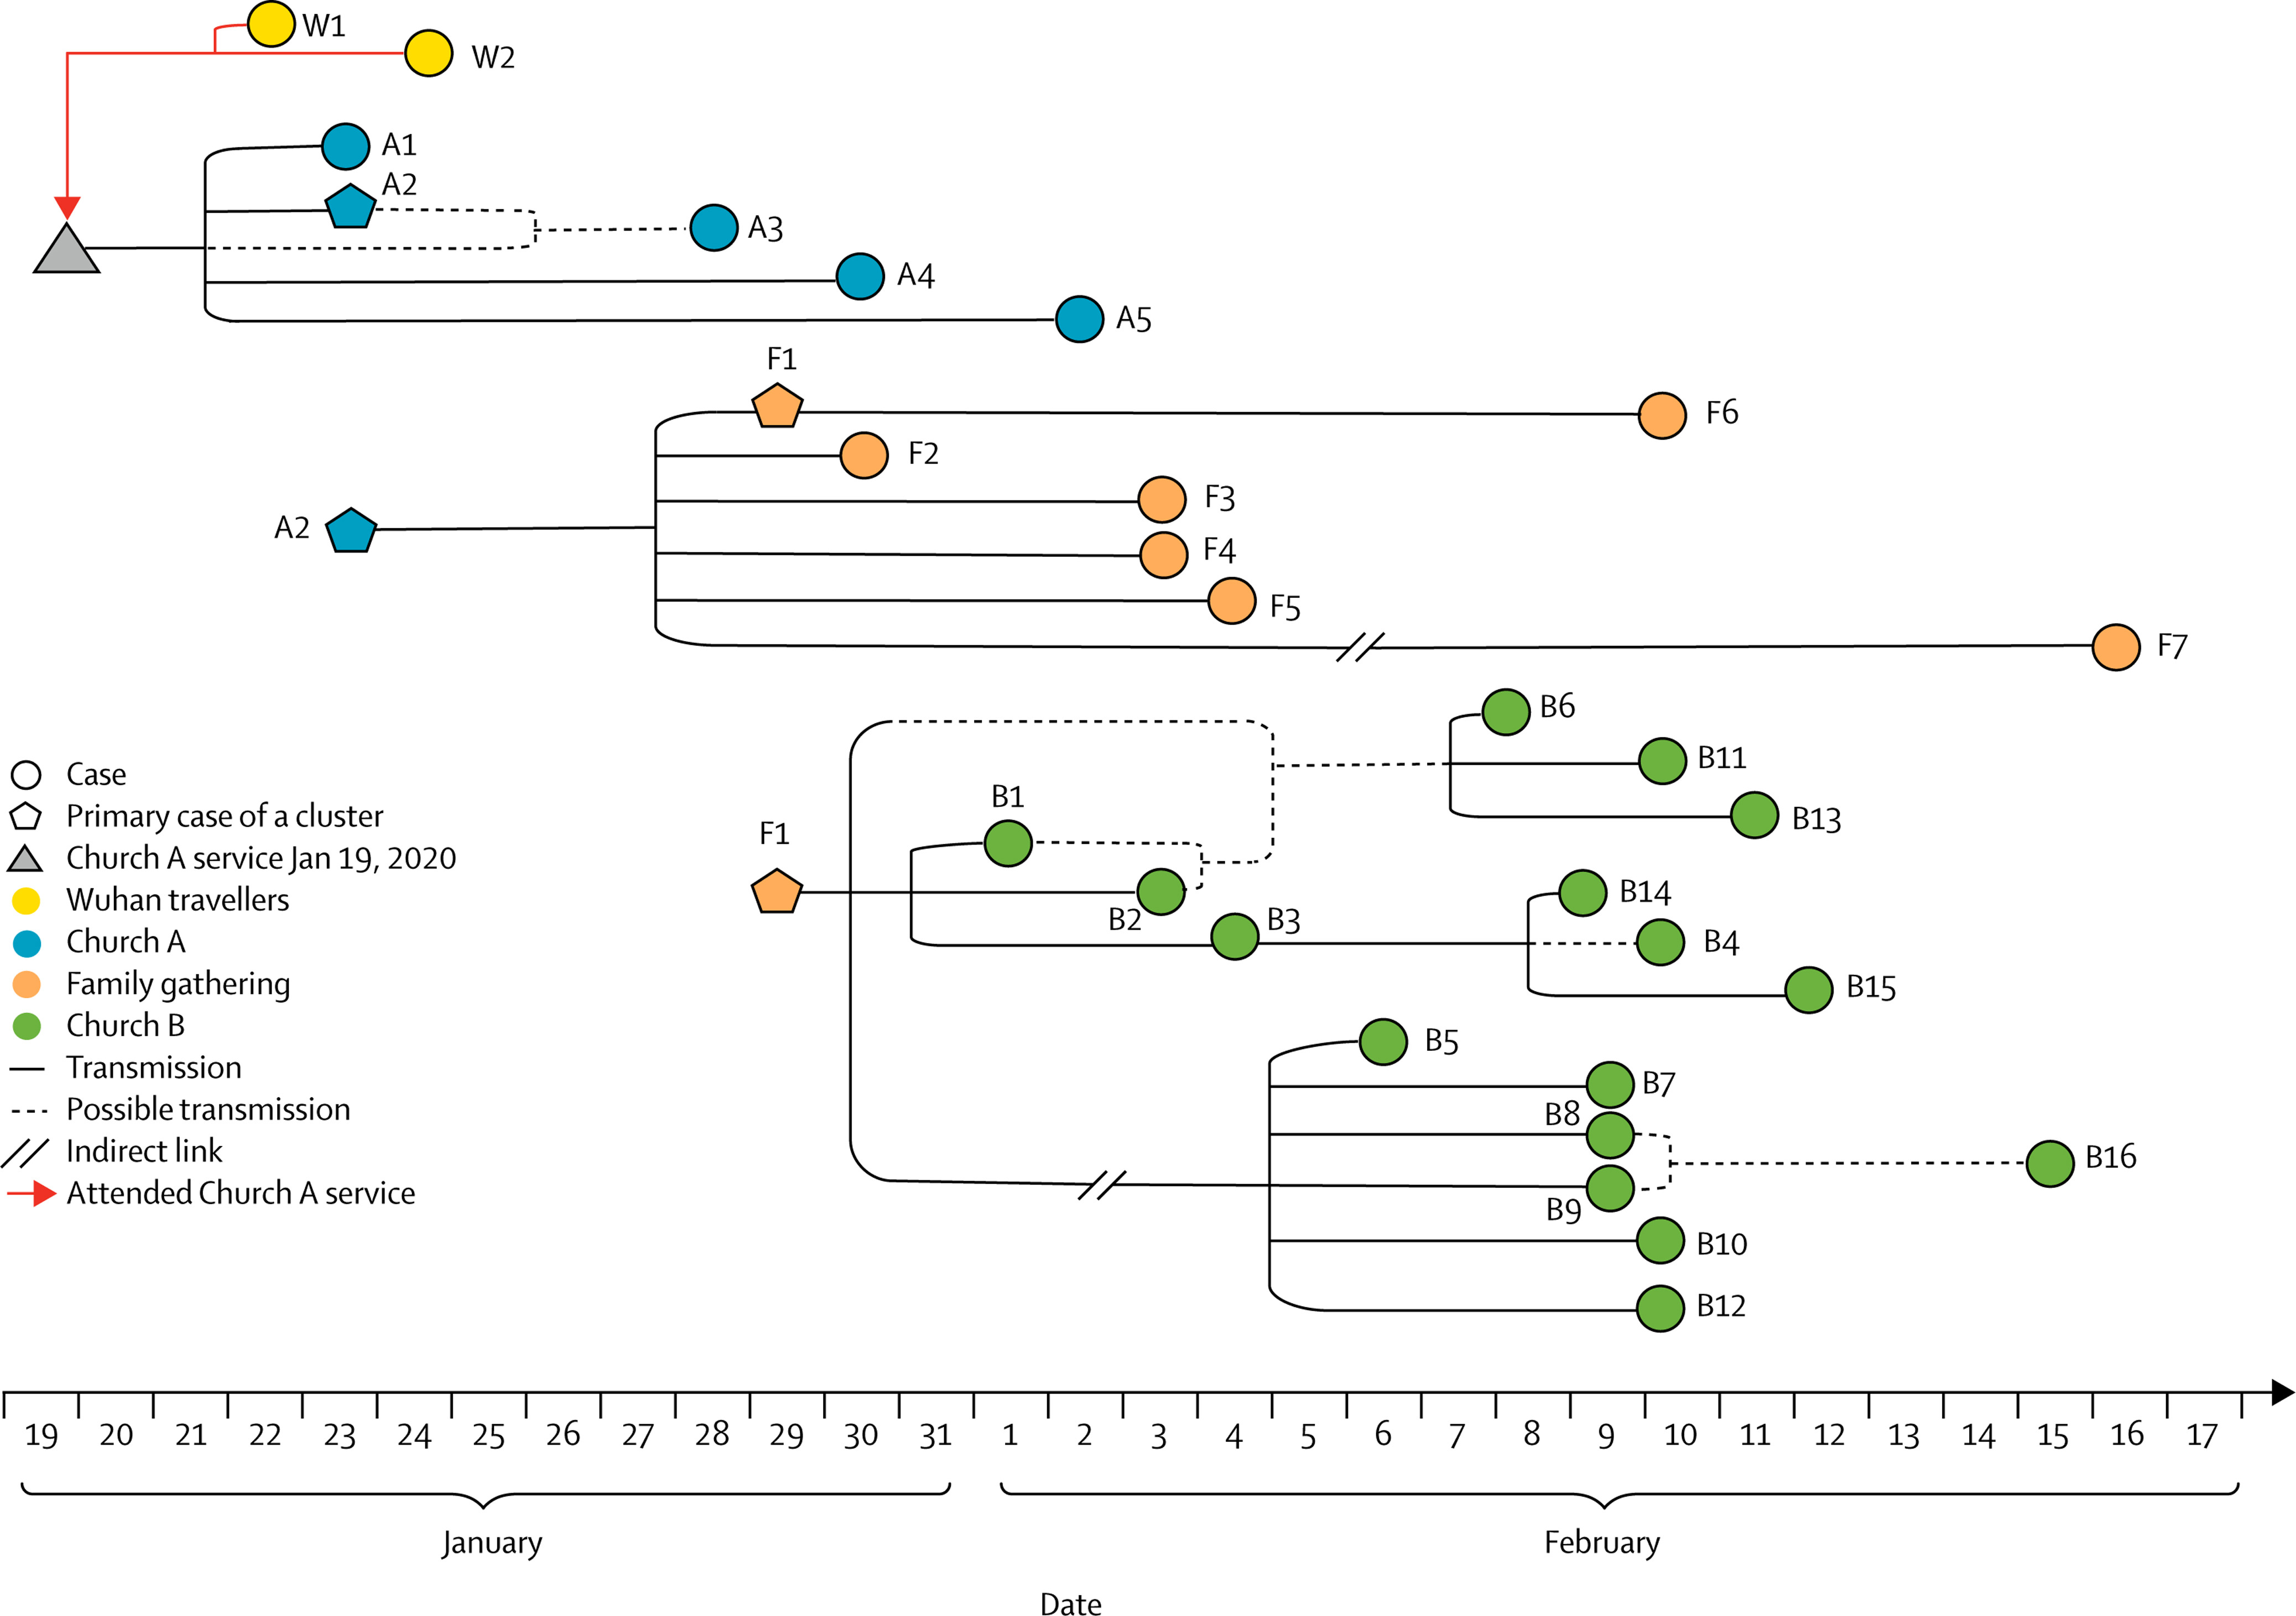 W1
W2
A1
A2
A3
A4
A5
F1
F6
F2
F3
A2
F4
F5
F7
B6
B11
B1
B13
F1
B2
B3
B14
B4
B15
B5
B7
B8
B16
B9
B10
B12
Case
Primary case of a cluster
Church A service Jan 19, 2020
Wuhan travellers
Church A
Family gathering
Church B
Transmission
Possible transmission
Indirect link
Attended Church A service
19 20 21 22 23 24 25 26 27 28 29 30 31 1 2 3 4 5 6 7 8 9 10 11 12 13 14 15 16 17
January
February
Date